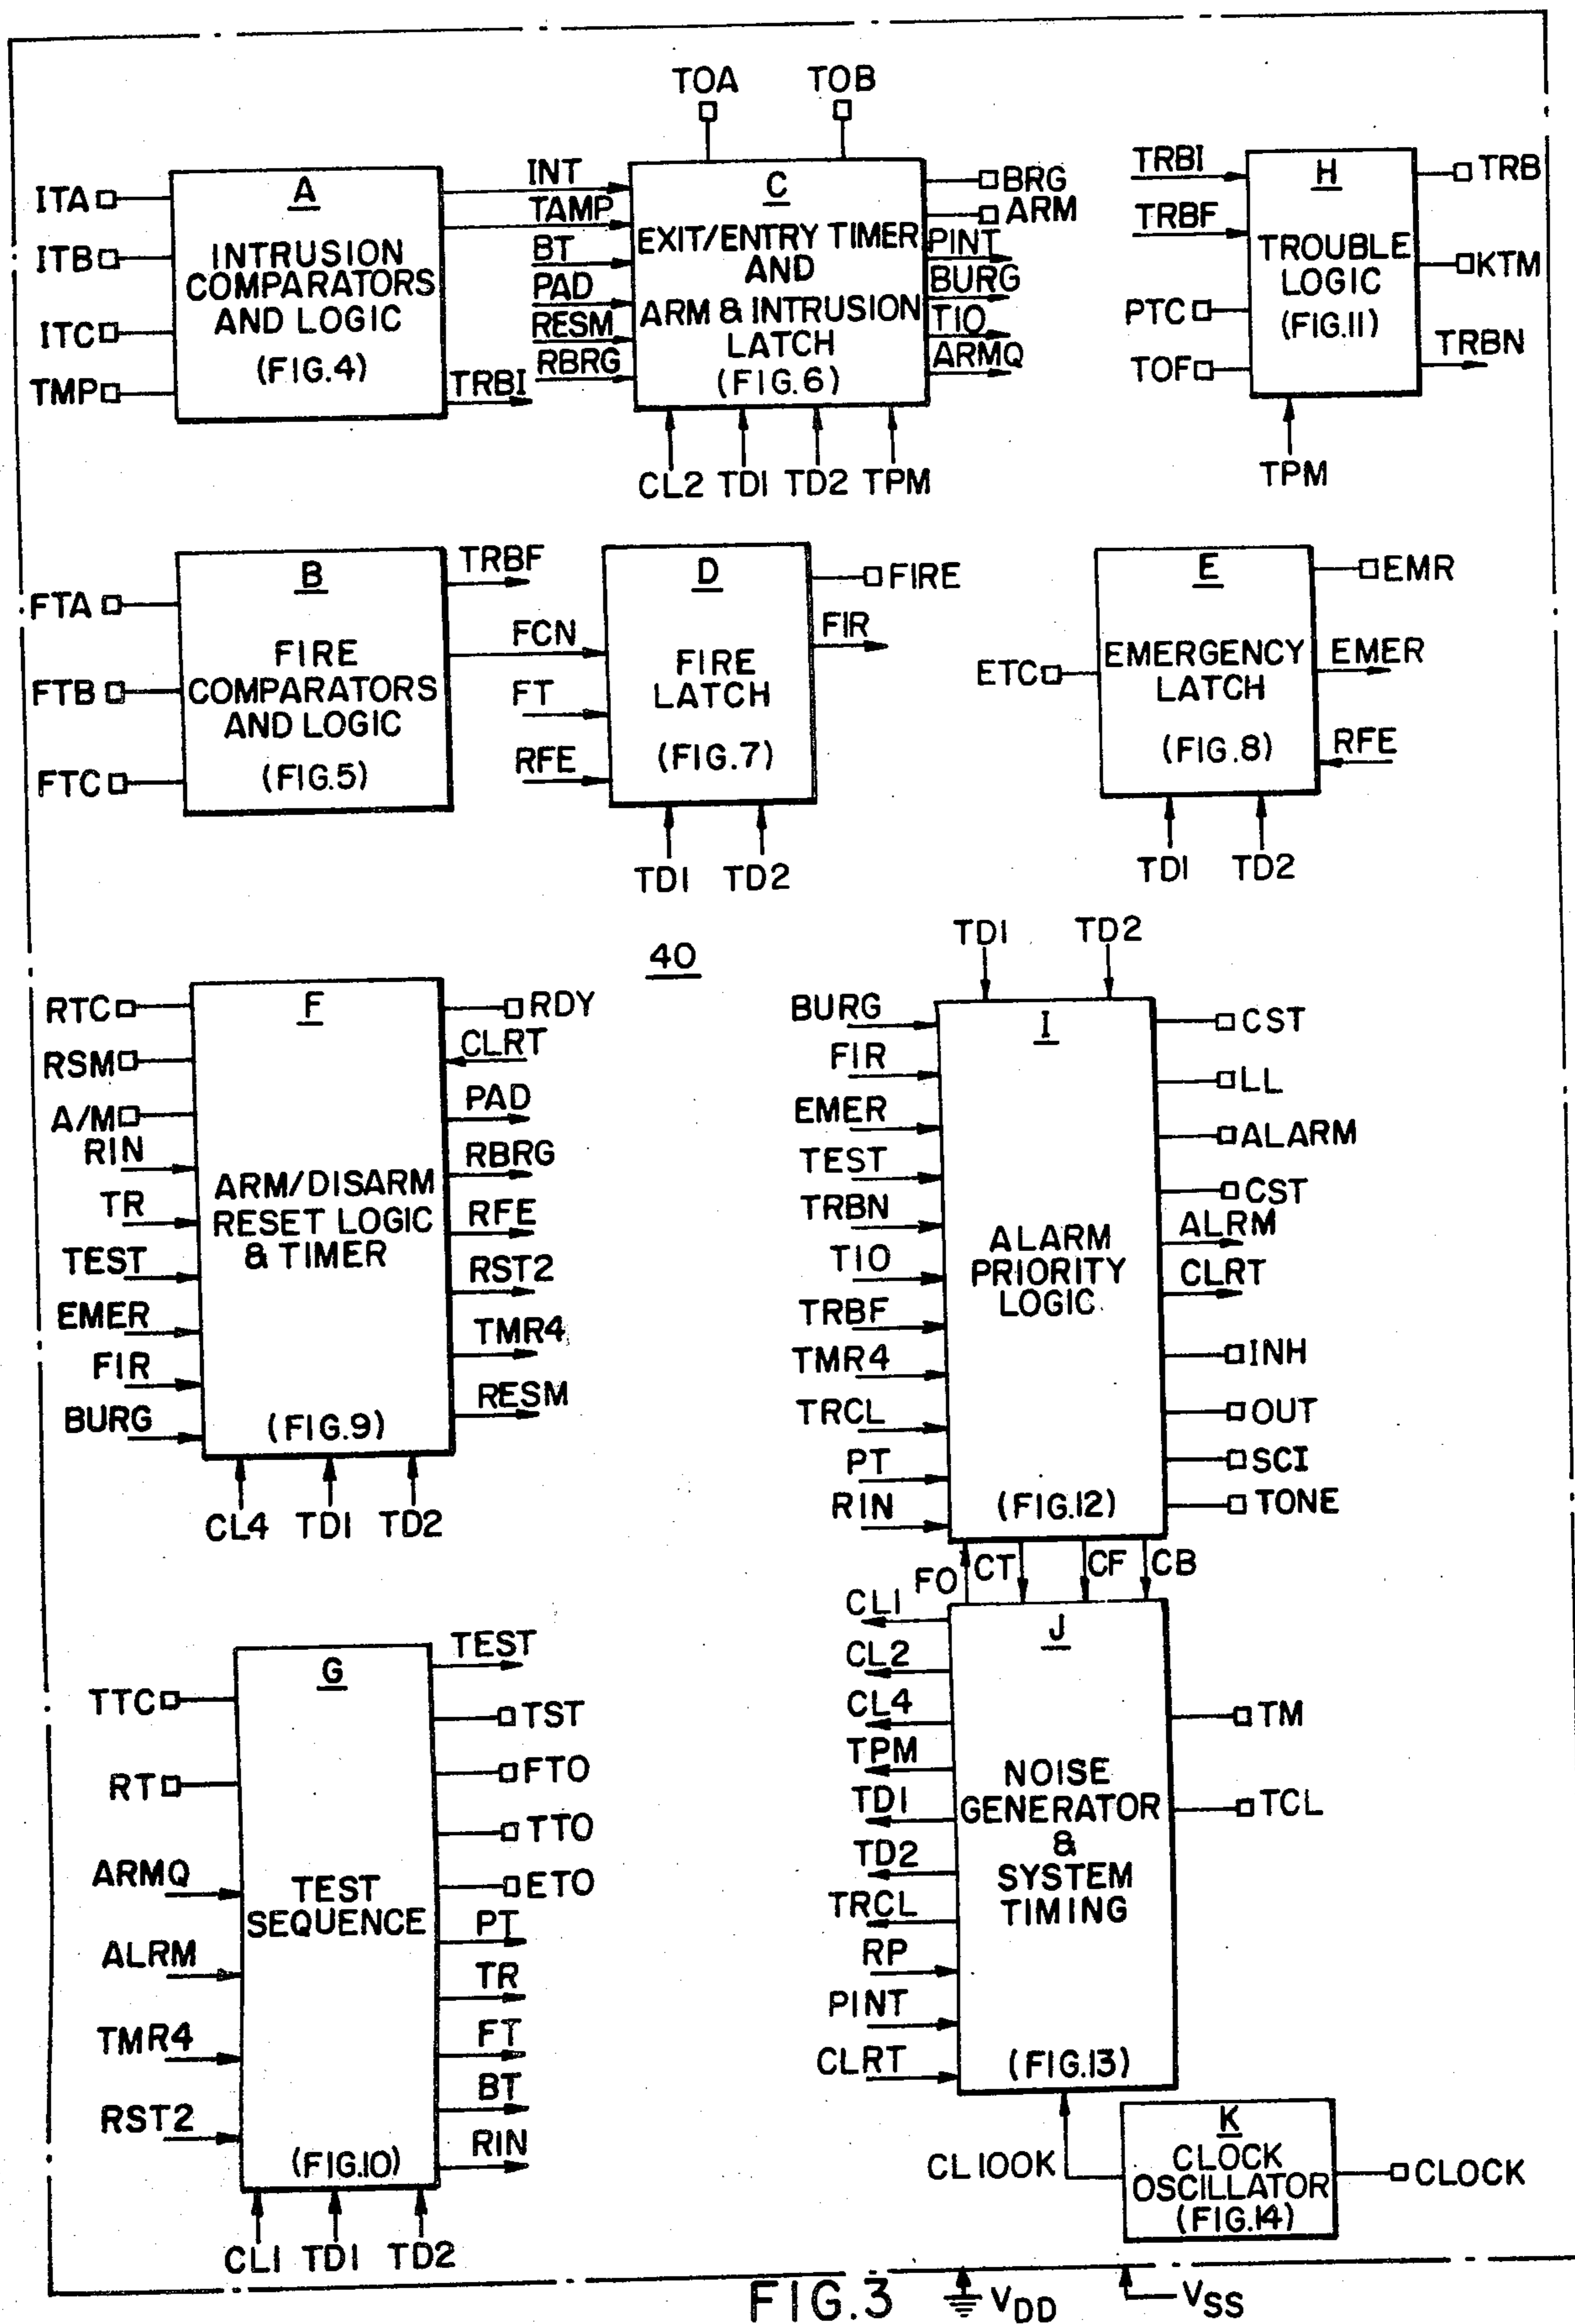 TOA TOB
ITA
ITB
ITC
TMP
A
INTRUSION
COMPARATORS
AND LOGIC
(FIG.4)
INT
TAMP
BT
PAD
RESM
RBRG
TRBI
C
EXIT/ENTRY TIMER
AND
ARM & INTRUSION
LATCH
(FIG.6)
BRG
ARM
PINT
BURG
TIO
ARMQ
CL2 TD1 TD2 TPM
TRBI
TRBF
PTC
TOF
H
TROUBLE
LOGIC
(FIG.11)
TRB
KTM
TRBN
TPM
FTA
FTB
FTC
B
FIRE
COMPARATORS
AND LOGIC
(FIG.5)
TRBF
FCN
FT
RFE
D
FIRE
LATCH
(FIG.7)
FIRE
FIR
TD1 TD2
ETC
E
EMERGENCY
LATCH
(FIG.8)
EMR
EMER
RFE
TD1 TD2
40
RTC
RSM
A/M
RIN
TR
TEST
EMER
FIR
BURG
F
ARM/DISARM
RESET LOGIC
& TIMER
(FIG.9)
RDY
CLRT
PAD
RBRG
RFE
RST2
TMR4
RESM
CL4 TD1 TD2
TD1 TD2
BURG
FIR
EMER
TEST
TRBN
TIO
TRBF
TMR4
TRCL
PT
RIN
I
ALARM
PRIORITY
LOGIC
(FIG.12)
CST
LL
ALARM
CST
ALRM
CLRT
INH
OUT
SCI
TONE
FO CT CF CB
TTC
RT
ARMQ
ALRM
TMR4
RST2
G
TEST
SEQUENCE
(FIG.10)
TEST
TST
FTO
TTO
ETO
PT
TR
FT
BT
RIN
CL1 TD1 TD2
CL1
CL2
CL4
TPM
TD1
TD2
TRCL
RP
PINT
CLRT
J
NOISE
GENERATOR
&
SYSTEM
TIMING
(FIG.13)
TM
TCL
CL100K
K
CLOCK
OSCILLATOR
(FIG.14)
CLOCK
FIG.3
VDD
VSS